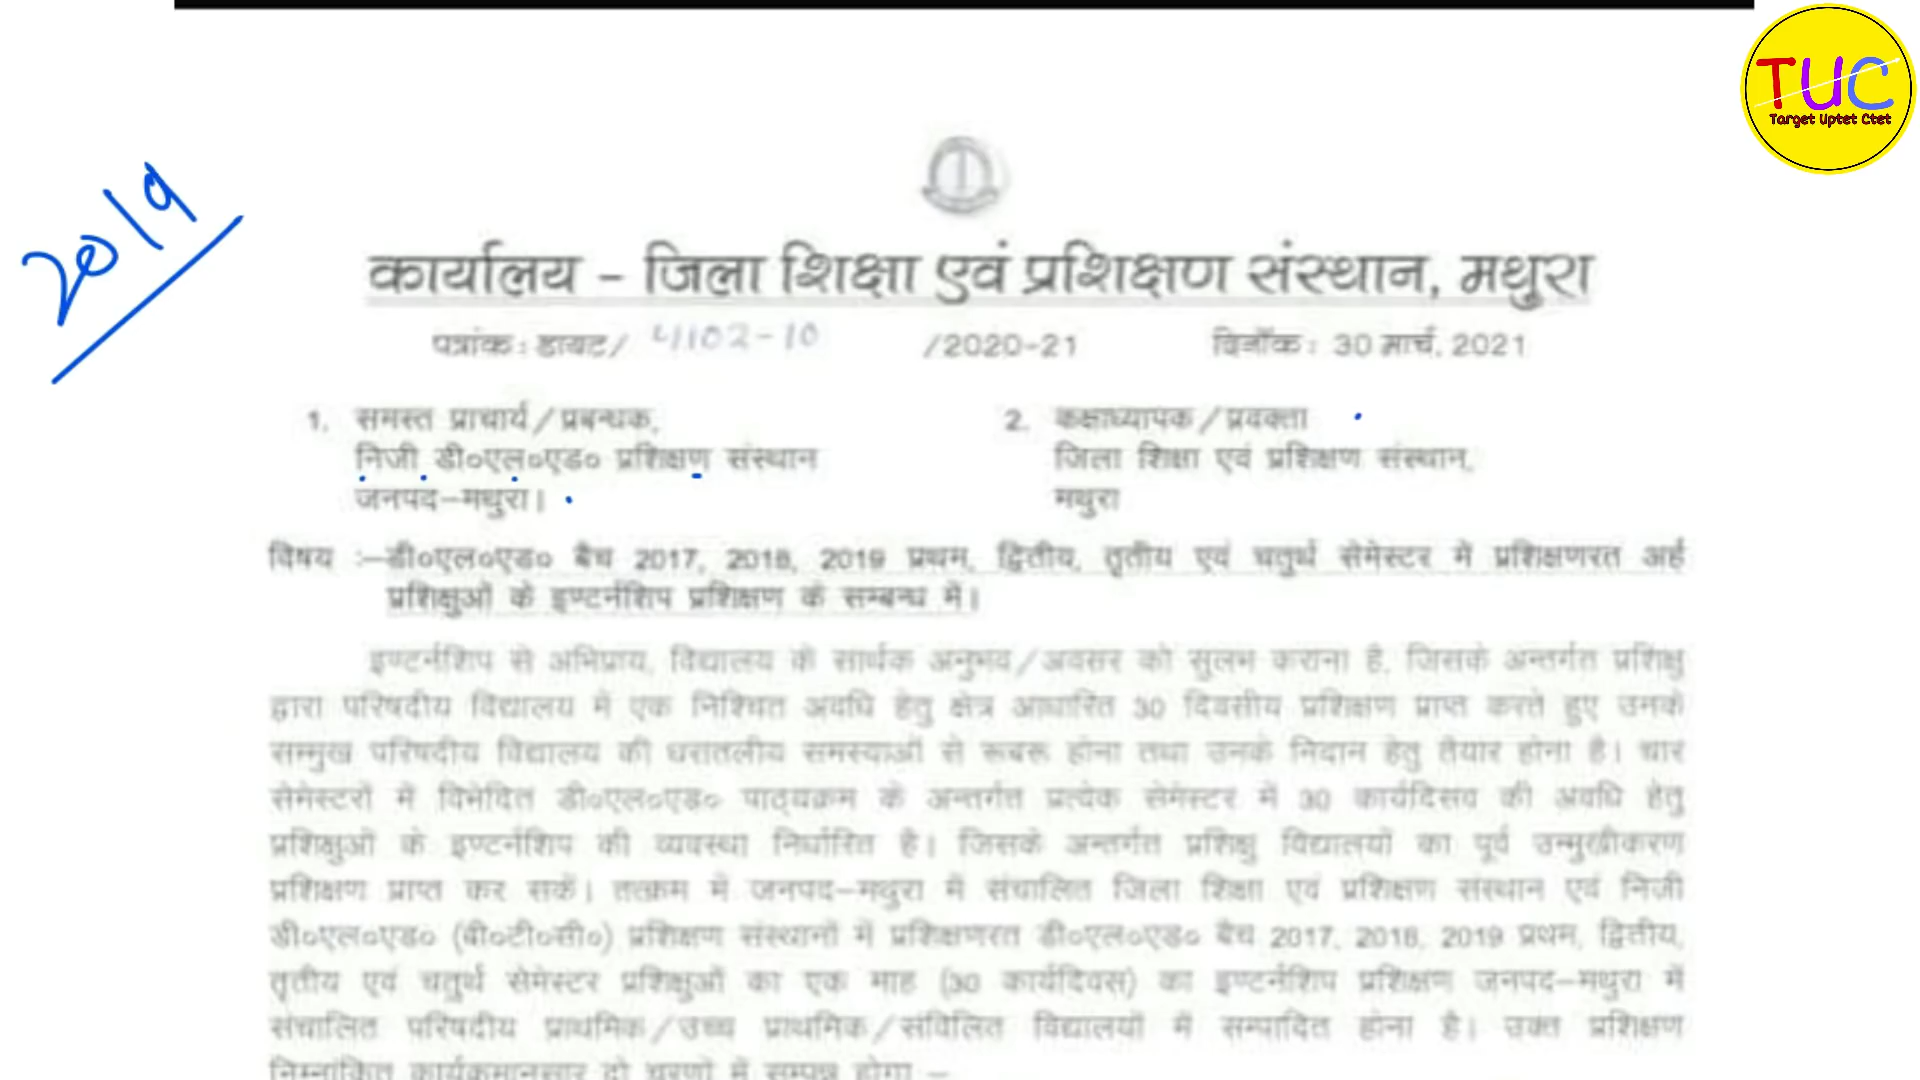 TUC
Target Uptet Ctet
2019
कार्यालय - जिला शिक्षा एवं प्रशिक्षण संस्थान, मथुरा
पत्रांक : डायट/ 4102-10 /2020-21 दिनॉक : 30 मार्च, 2021
1. समस्त प्राचार्य/प्रबन्धक,
निजी डी०एल०एड० प्रशिक्षण संस्थान
जनपद–मथुरा।
2. कक्षाध्यापक/प्रवक्ता
जिला शिक्षा एवं प्रशिक्षण संस्थान,
मथुरा
विषय :–डी०एल०एड० बैच 2017, 2018, 2019 प्रथम, द्वितीय, तृतीय एवं चतुर्थ सेमेस्टर में प्रशिक्षणरत अर्ह
प्रशिक्षुओं के इण्टर्नशिप प्रशिक्षण के सम्बन्ध में।
इण्टर्नशिप से अभिप्राय, विद्यालय के सार्थक अनुभव/अवसर को सुलभ कराना है, जिसके अन्तर्गत प्रशिक्षु
द्वारा परिषदीय विद्यालय में एक निश्चित अवधि हेतु क्षेत्र आधारित 30 दिवसीय प्रशिक्षण प्राप्त करते हुए उनके
सन्मुख परिषदीय विद्यालय की धरातलीय समस्याओं से रूबरू होना तथा उनके निदान हेतु तैयार होना है। चार
सेमेस्टरों में विभेदित डी०एल०एड० पाठ्यक्रम के अन्तर्गत प्रत्येक सेमेस्टर में 30 कार्यदिसव की अवधि हेतु
प्रशिक्षुओं के इण्टर्नशिप की व्यवस्था निर्धारित है। जिसके अन्तर्गत प्रशिक्षु विद्यालयों का पूर्व उन्मुखीकरण
प्रशिक्षण प्राप्त कर सकें। तत्क्रम में जनपद–मथुरा में संचालित जिला शिक्षा एवं प्रशिक्षण संस्थान एवं निजी
डी०एल०एड० (बी०टी०सी०) प्रशिक्षण संस्थानों में प्रशिक्षणरत डी०एल०एड० बैच 2017, 2018, 2019 प्रथम, द्वितीय,
तृतीय एवं चतुर्थ सेमेस्टर प्रशिक्षुओं का एक माह (30 कार्यदिवस) का इण्टर्नशिप प्रशिक्षण जनपद–मथुरा में
संचालित परिषदीय प्राथमिक/उच्च प्राथमिक/संविलित विद्यालयों में सम्पादित होना है। उक्त प्रशिक्षण
निम्नांकित कार्यक्रमानुसार दो चरणों में सम्पन्न होगा –